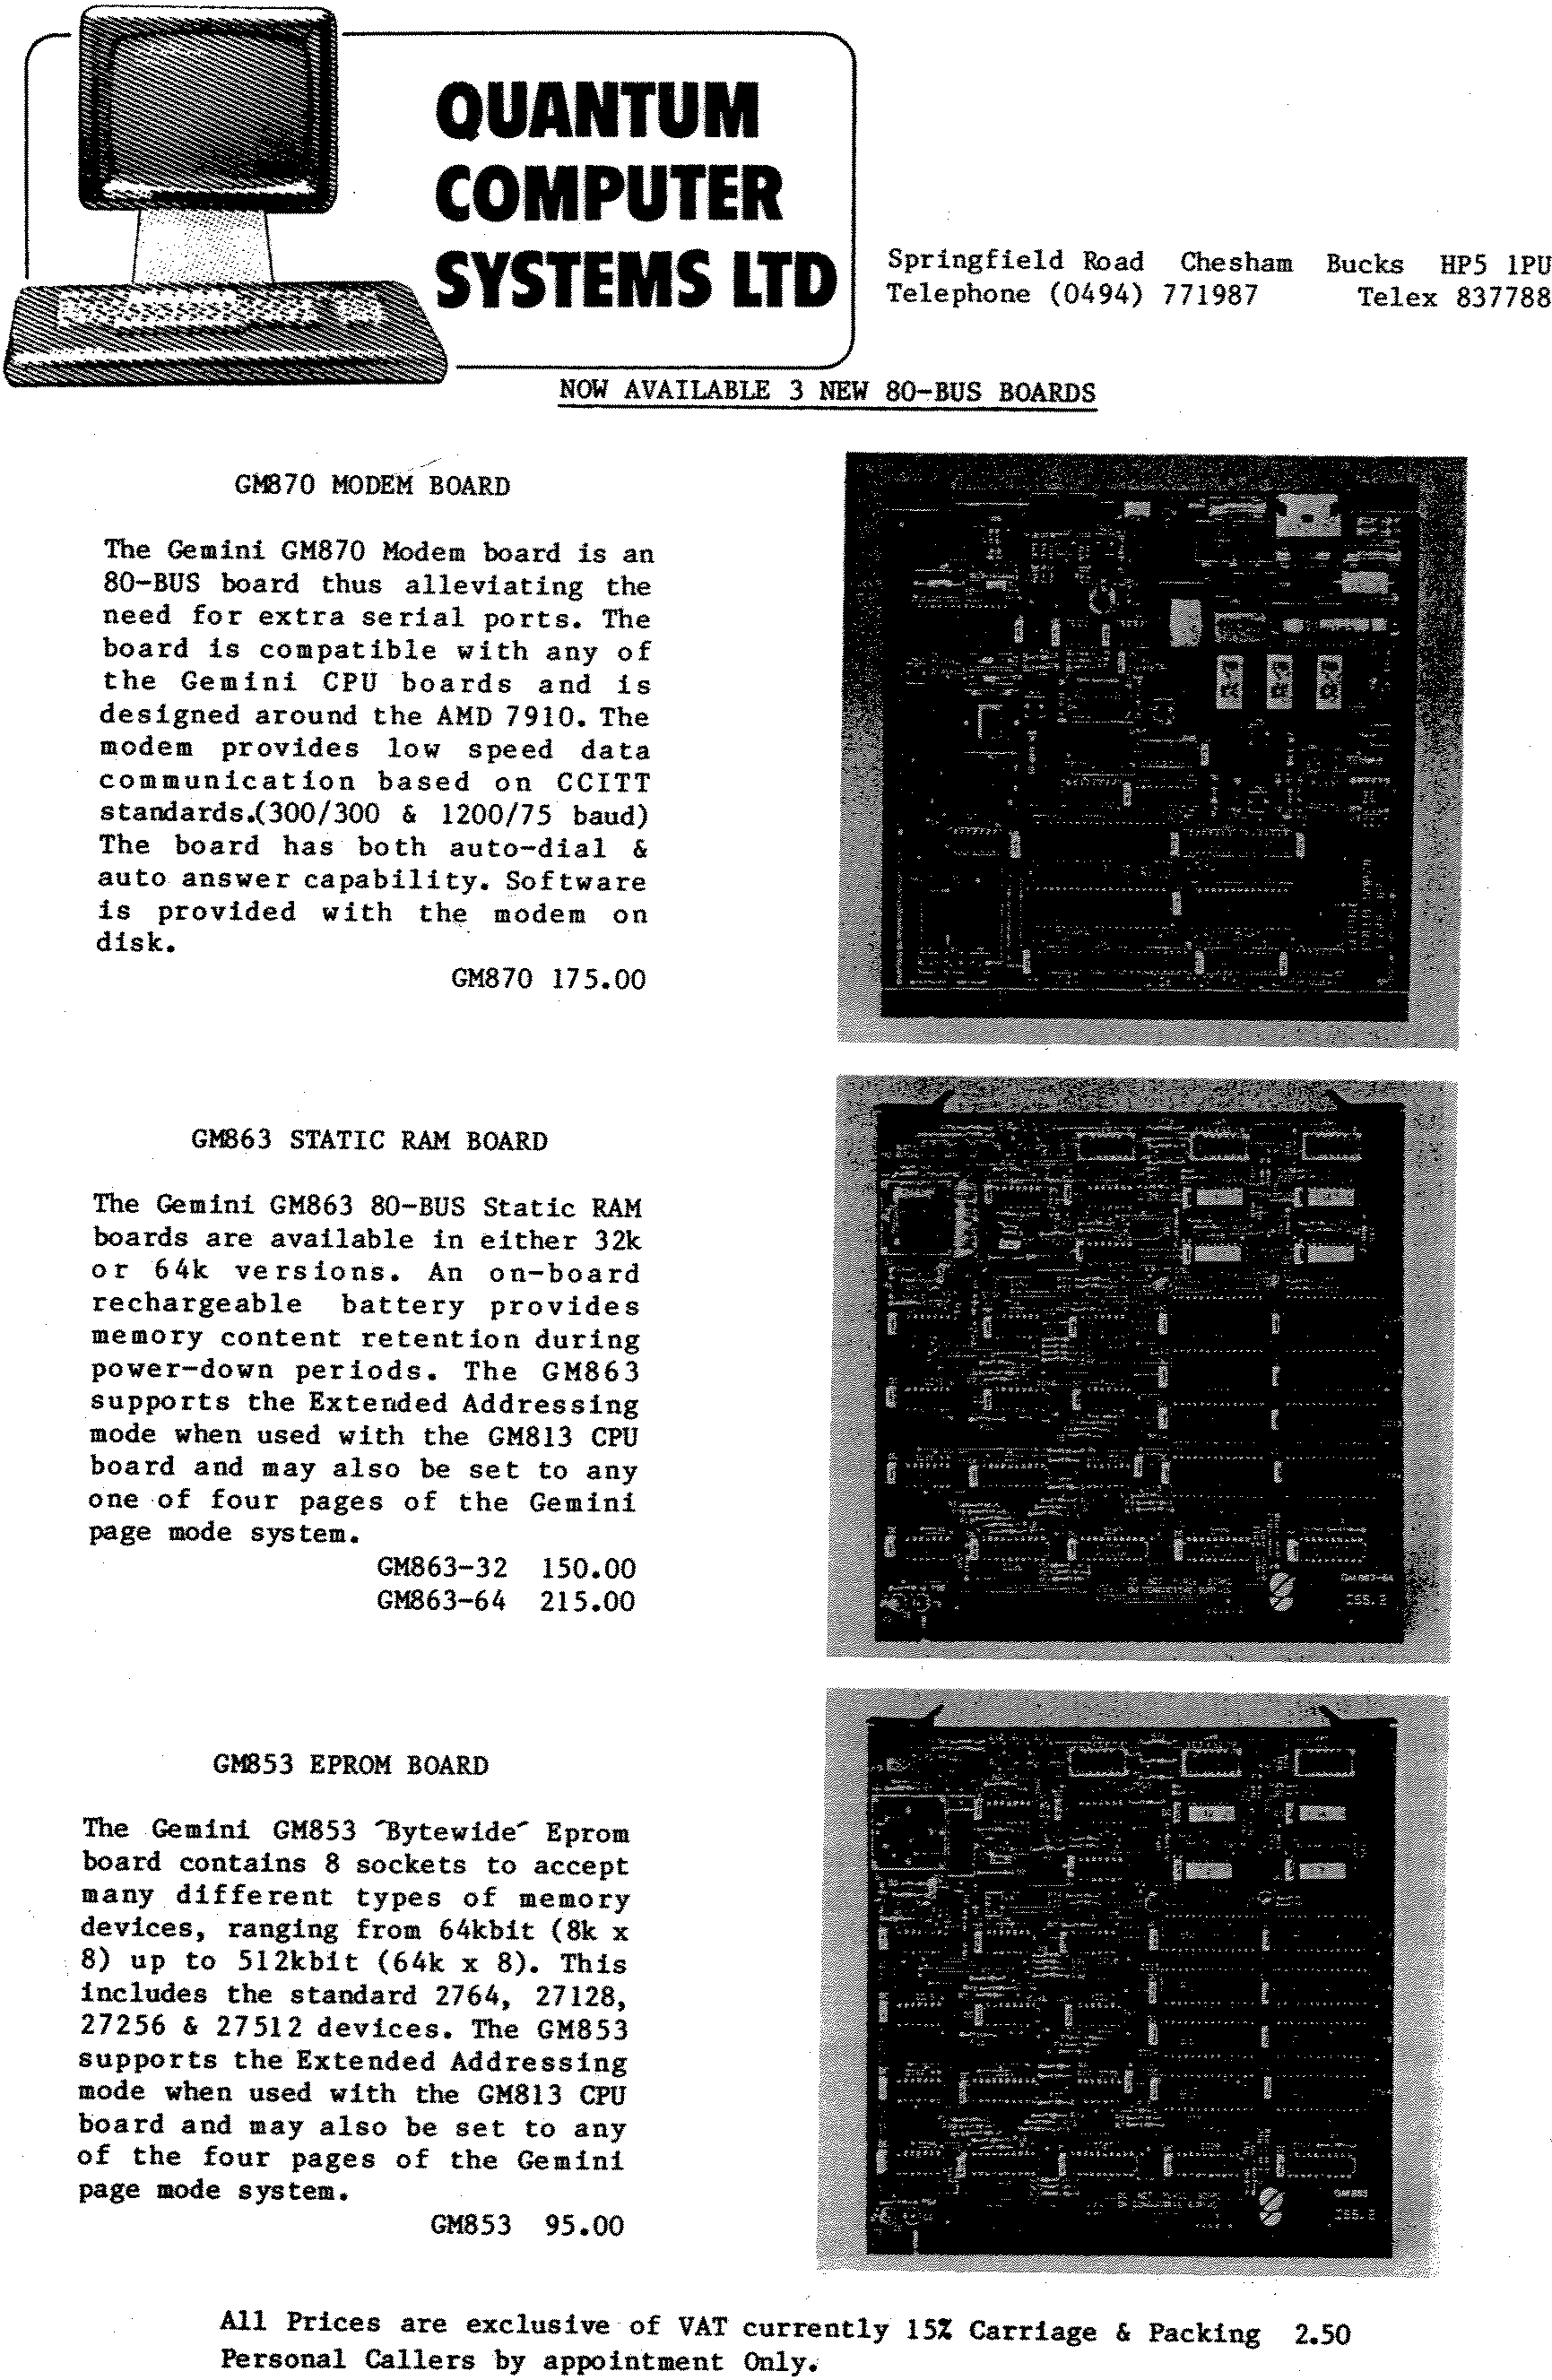 QUANTUM
COMPUTER
SYSTEMS LTD
Springfield Road Chesham Bucks HP5 1PU
Telephone (0494) 771987 Telex 837788
NOW AVAILABLE 3 NEW 80-BUS BOARDS
GM870 MODEM BOARD
The Gemini GM870 Modem board is an
80-BUS board thus alleviating the
need for extra serial ports. The
board is compatible with any of
the Gemini CPU boards and is
designed around the AMD 7910. The
modem provides low speed data
communication based on CCITT
standards.(300/300 & 1200/75 baud)
The board has both auto-dial &
auto answer capability. Software
is provided with the modem on
disk.
GM870 175.00
GM863 STATIC RAM BOARD
The Gemini GM863 80-BUS Static RAM
boards are available in either 32k
or 64k versions. An on-board
rechargeable battery provides
memory content retention during
power-down periods. The GM863
supports the Extended Addressing
mode when used with the GM813 CPU
board and may also be set to any
one of four pages of the Gemini
page mode system.
GM863-32 150.00
GM863-64 215.00
GM863-64
ISS. 2
GM853 EPROM BOARD
The Gemini GM853 ˝Bytewide˝ Eprom
board contains 8 sockets to accept
many different types of memory
devices, ranging from 64kbit (8k x
8) up to 512kbit (64k x 8). This
includes the standard 2764, 27128,
27256 & 27512 devices. The GM853
supports the Extended Addressing
mode when used with the GM813 CPU
board and may also be set to any
of the four pages of the Gemini
page mode system.
GM853 95.00
GM853
ISS. 2
All Prices are exclusive of VAT currently 15% Carriage & Packing 2.50
Personal Callers by appointment Only.